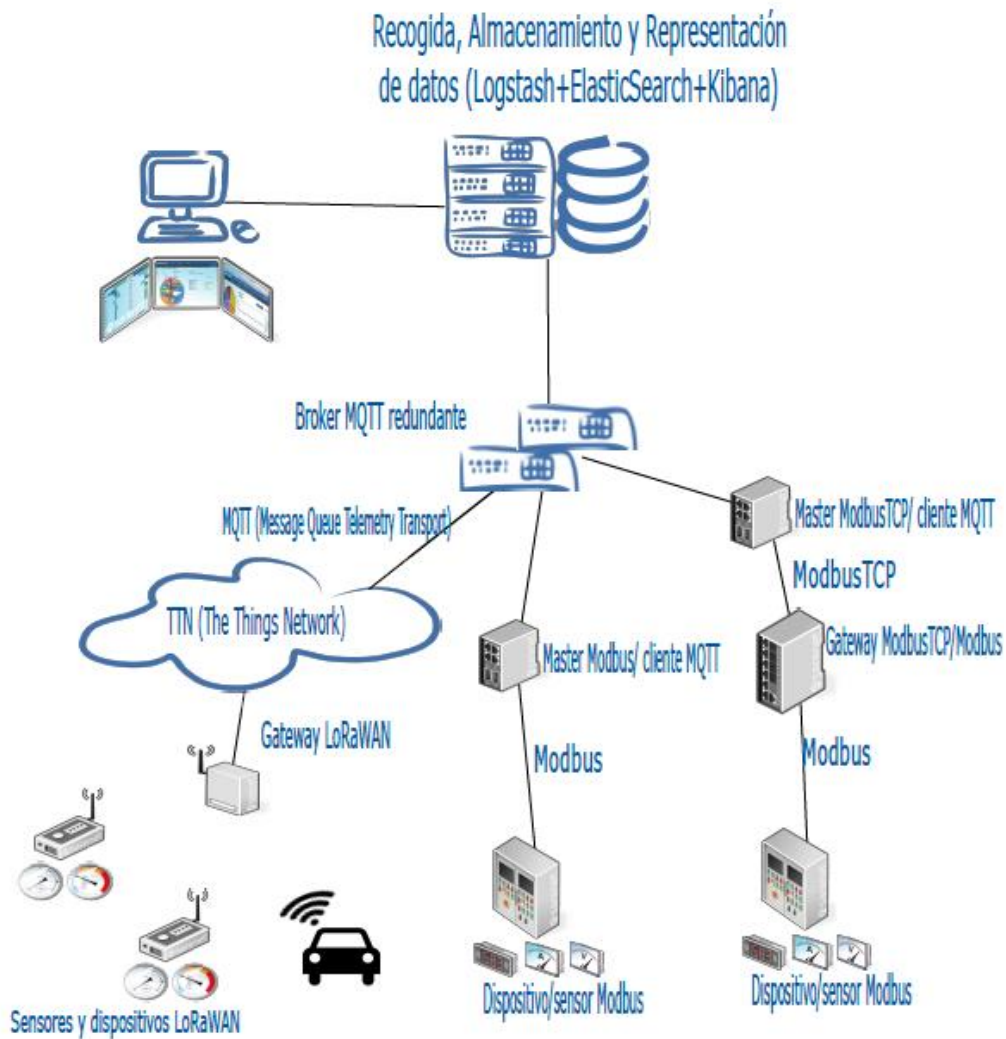 Recogida, Almacenamiento y Representación
de datos (Logstash+ElasticSearch+Kibana)
Broker MQTT redundante
MQTT (Message Queue Telemetry Transport)
Master ModbusTCP/ cliente MQTT
ModbusTCP
TTN (The Things Network)
Master Modbus/ cliente MQTT
Gateway ModbusTCP/Modbus
Gateway LoRaWAN
Modbus
Modbus
Dispositivo/sensor Modbus
Dispositivo/sensor Modbus
Sensores y dispositivos LoRaWAN